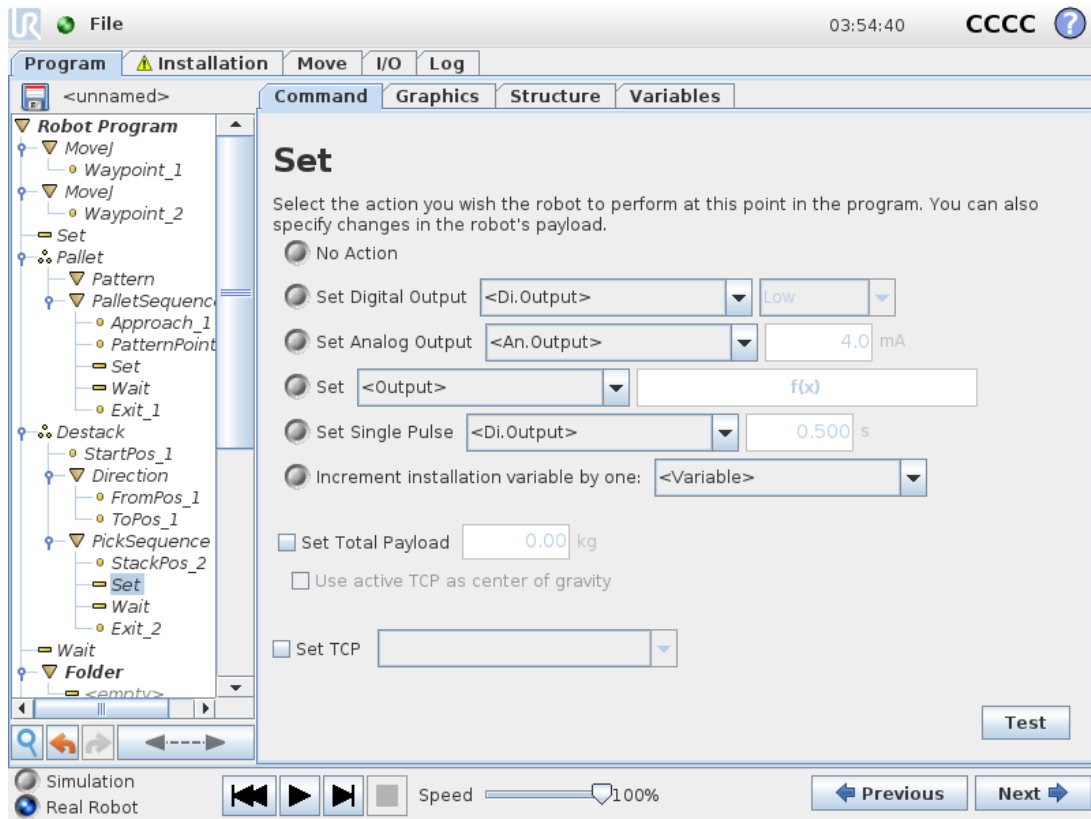 UR File 03:54:40 CCCC ?
Program Installation Move I/O Log
<unnamed> Command Graphics Structure Variables
Robot Program
MoveJ
Waypoint_1
MoveJ
Waypoint_2
Set
Pallet
Pattern
PalletSequenc
Approach_1
PatternPoint
Set
Wait
Exit_1
Destack
StartPos_1
Direction
FromPos_1
ToPos_1
PickSequence
StackPos_2
Set
Wait
Exit_2
Wait
Folder
<empty>
Set
Select the action you wish the robot to perform at this point in the program. You can also
specify changes in the robot's payload.
No Action
Set Digital Output <Di.Output> Low
Set Analog Output <An.Output> 4.0 mA
Set <Output> f(x)
Set Single Pulse <Di.Output> 0.500 s
Increment installation variable by one: <Variable>
Set Total Payload 0.00 kg
Use active TCP as center of gravity
Set TCP
Test
Simulation
Real Robot
Speed 100%
Previous Next